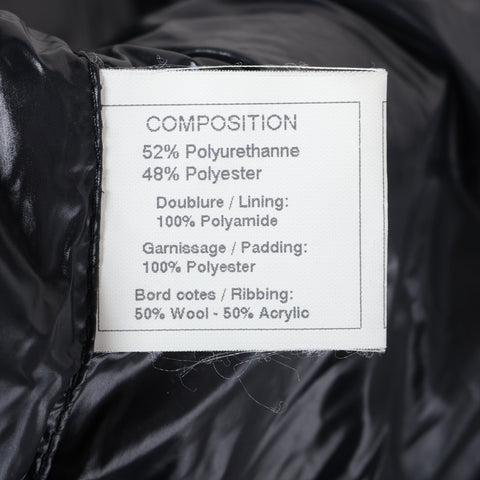 COMPOSITION
52% Polyurethanne
48% Polyester
Doublure / Lining:
100% Polyamide
Garnissage / Padding:
100% Polyester
Bord cotes / Ribbing:
50% Wool - 50% Acrylic